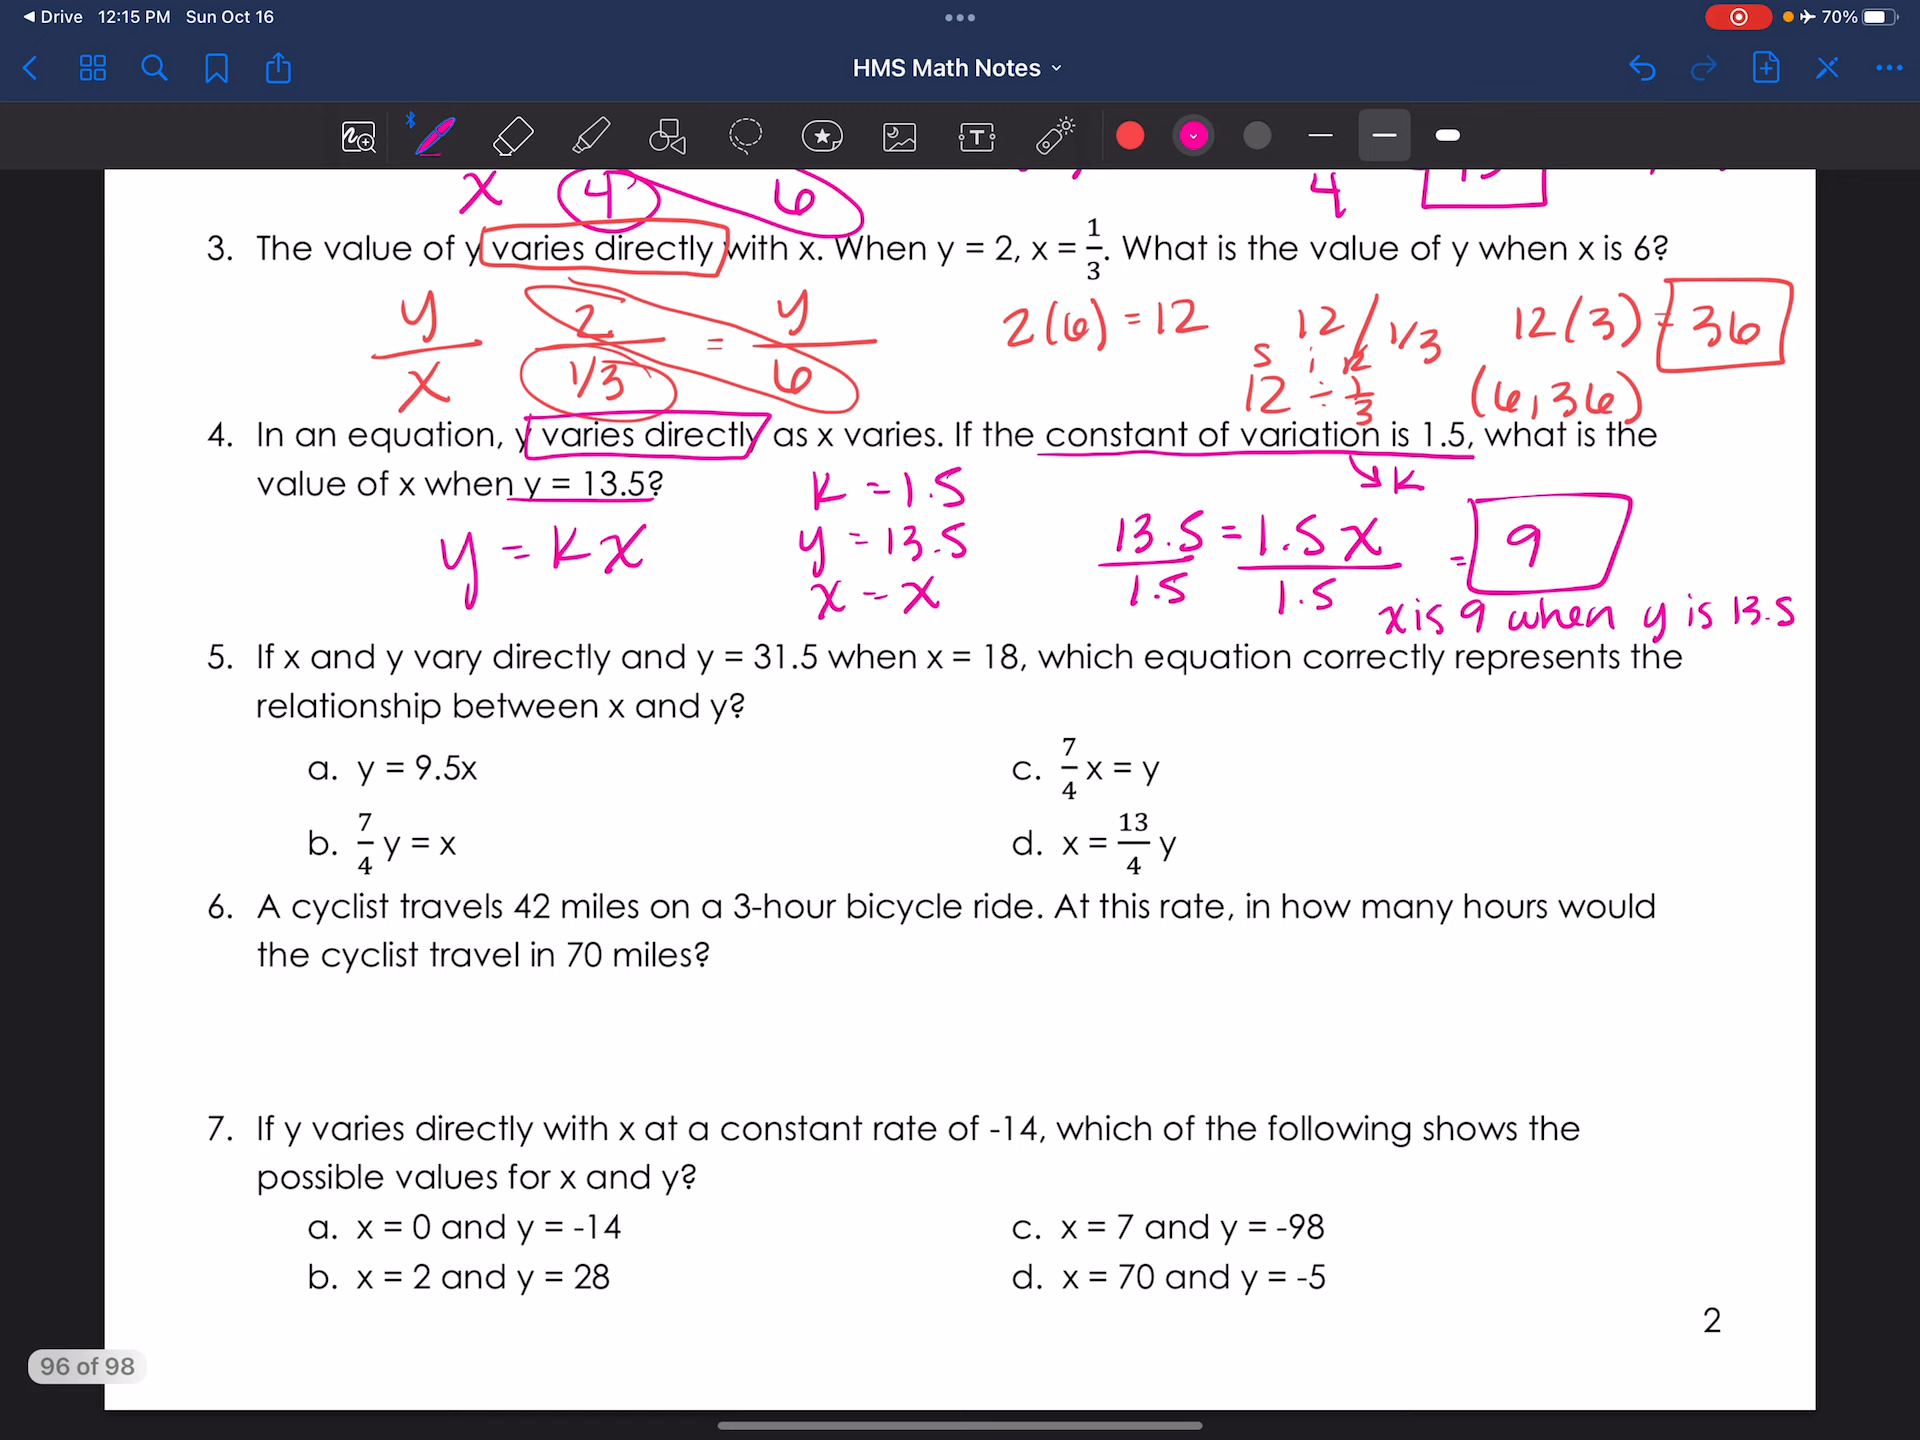 Drive 12:15 PM Sun Oct 16
70%
HMS Math Notes
T
x 4 6
4
3. The value of y varies directly with x. When y = 2, x = 1/3. What is the value of y when x is 6?
y/x 2/1/3 = y/6
2(6) = 12 12/1/3 12(3) = 36
12 ÷ 1/3 (6,36)
4. In an equation, y varies directly as x varies. If the constant of variation is 1.5, what is the
value of x when y = 13.5?
k = 1.5
→ k
y = kx
y = 13.5
13.5/1.5 = 1.5x/1.5 = 9
x = x
x is 9 when y is 13.5
5. If x and y vary directly and y = 31.5 when x = 18, which equation correctly represents the
relationship between x and y?
a. y = 9.5x
c. 7/4 x = y
b. 7/4 y = x
d. x = 13/4 y
6. A cyclist travels 42 miles on a 3-hour bicycle ride. At this rate, in how many hours would
the cyclist travel in 70 miles?
7. If y varies directly with x at a constant rate of -14, which of the following shows the
possible values for x and y?
a. x = 0 and y = -14
c. x = 7 and y = -98
b. x = 2 and y = 28
d. x = 70 and y = -5
2
96 of 98